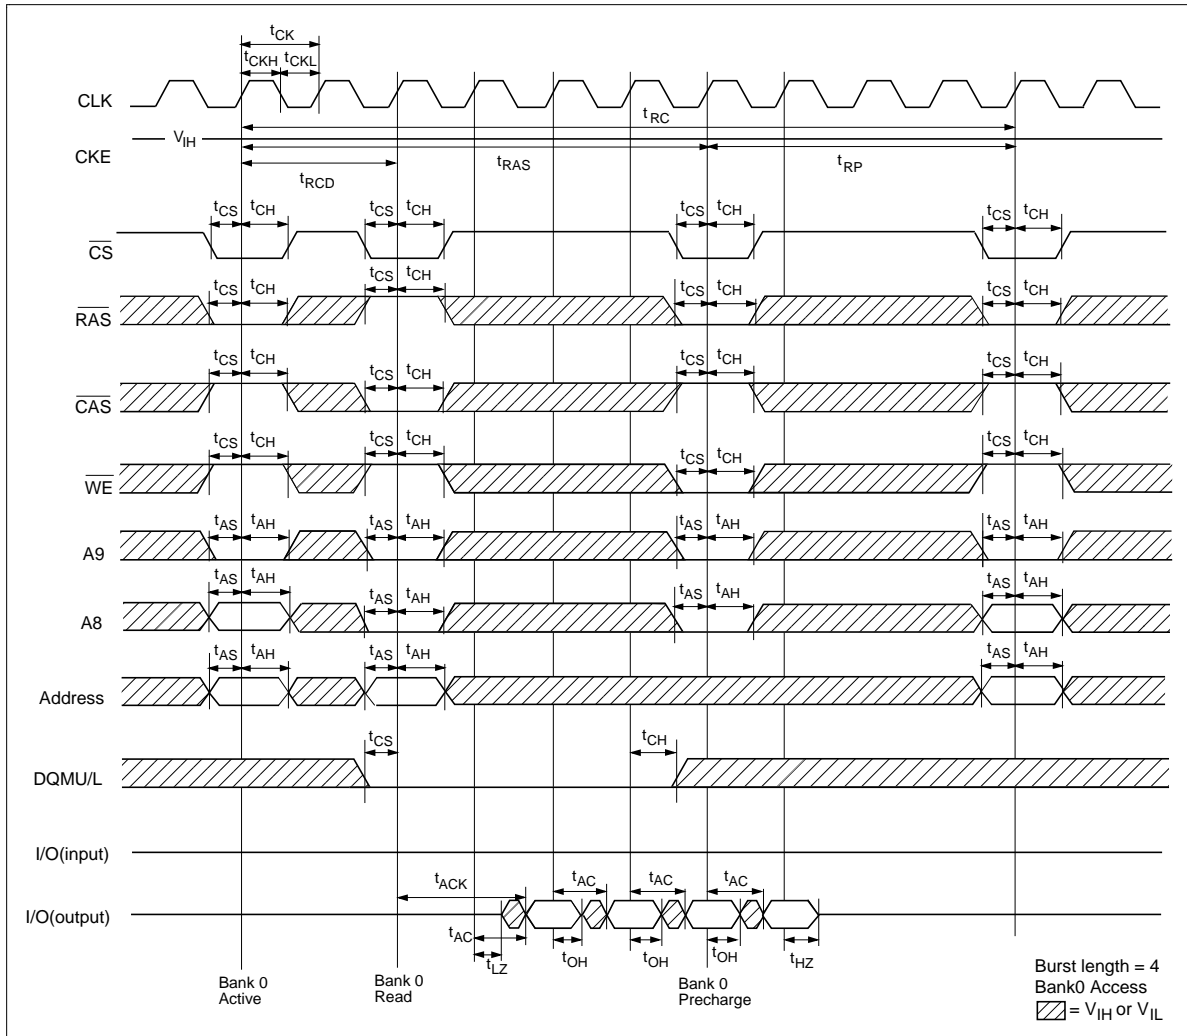 tCK
tCKH tCKL
CLK
tRC
VIH
CKE
tRAS tRP
tRCD
tCS tCH tCS tCH tCS tCH tCS tCH
CS
tCS tCH tCS tCH tCS tCH tCS tCH
RAS
tCS tCH tCS tCH tCS tCH tCS tCH
CAS
tCS tCH tCS tCH tCS tCH tCS tCH
WE
tAS tAH tAS tAH tAS tAH tAS tAH
A9
tAS tAH tAS tAH tAS tAH tAS tAH
A8
tAS tAH tAS tAH tAS tAH
Address
tCS tCH
DQMU/L
I/O(input)
tACK tAC tAC tAC
I/O(output)
tAC
tLZ tOH tOH tOH tHZ
Bank 0
Active
Bank 0
Read
Bank 0
Precharge
Burst length = 4
Bank0 Access
= VIH or VIL